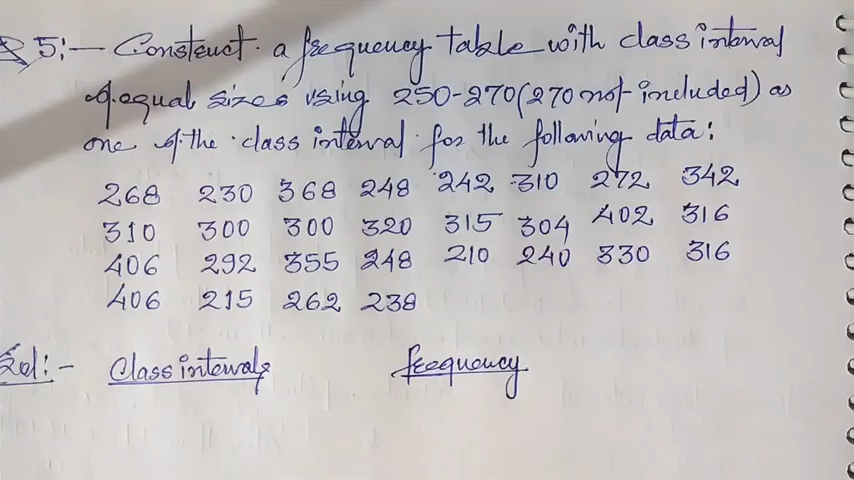 Q5:- Construct a frequency table with class interval
of equal sizes using 250-270(270 not included) as
one of the class interval for the following data:
268 230 368 248 242 310 272 342
310 300 300 320 315 304 402 316
406 292 355 248 210 240 330 316
406 215 262 238
Sol:- Class intervals frequency